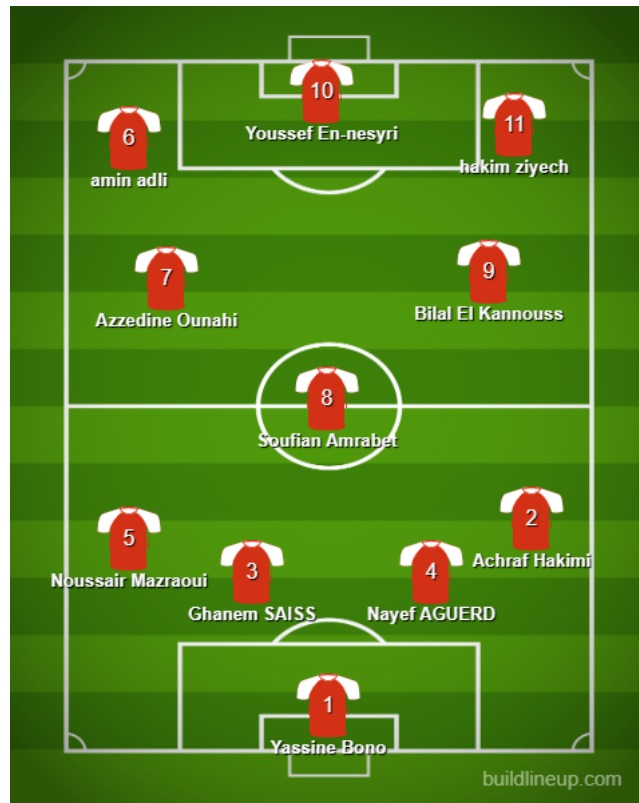 10
Youssef En-nesyri
11
hakim ziyech
6
amin adli
9
Bilal El Kannouss
7
Azzedine Ounahi
8
Soufian Amrabet
2
Achraf Hakimi
5
Noussair Mazraoui
3
Ghanem SAISS
4
Nayef AGUERD
1
Yassine Bono
buildlineup.com